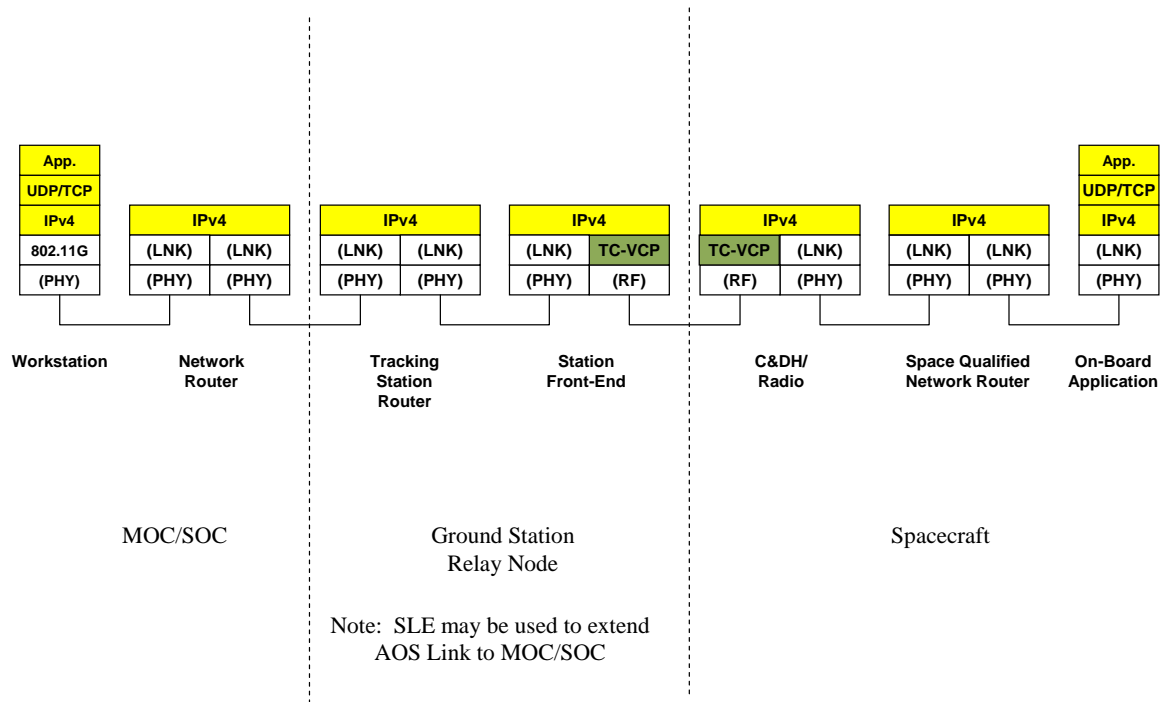 App.
UDP/TCP
IPv4
802.11G
(PHY)
Workstation
IPv4
(LNK) (LNK)
(PHY) (PHY)
Network
Router
IPv4
(LNK) (LNK)
(PHY) (PHY)
Tracking
Station
Router
IPv4
(LNK) TC-VCP
(PHY) (RF)
Station
Front-End
IPv4
TC-VCP (LNK)
(RF) (PHY)
C&DH/
Radio
IPv4
(LNK) (LNK)
(PHY) (PHY)
Space Qualified
Network Router
App.
UDP/TCP
IPv4
(LNK)
(PHY)
On-Board
Application
MOC/SOC
Ground Station
Relay Node
Spacecraft
Note: SLE may be used to extend
AOS Link to MOC/SOC